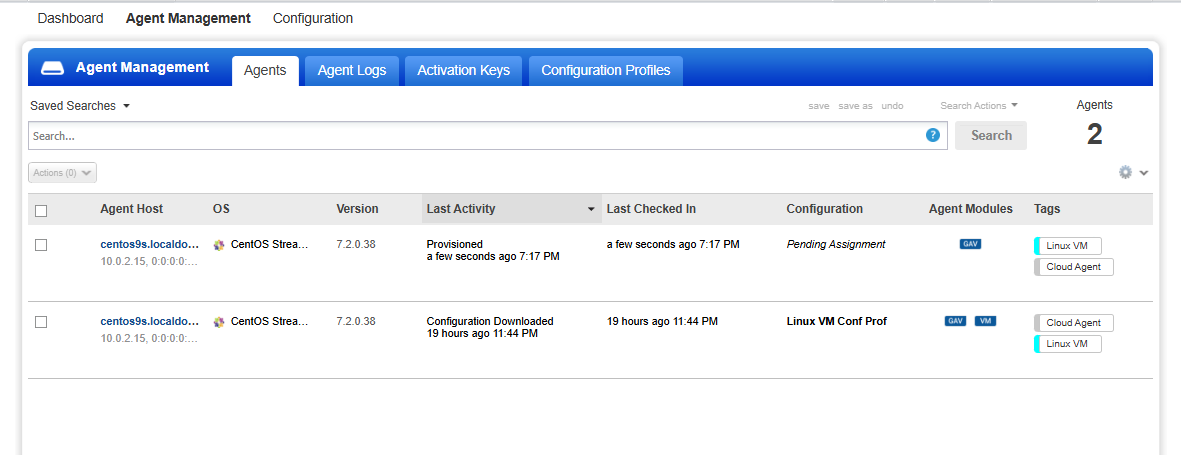 Dashboard Agent Management Configuration
Agent Management Agents Agent Logs Activation Keys Configuration Profiles
Saved Searches save save as undo Search Actions Agents
Search... ? Search 2
Actions (0)
Agent Host OS Version Last Activity Last Checked In Configuration Agent Modules Tags
centos9s.localdo... CentOS Strea... 7.2.0.38 Provisioned a few seconds ago 7:17 PM Pending Assignment GAV Linux VM
10.0.2.15, 0:0:0:0:... a few seconds ago 7:17 PM Cloud Agent
centos9s.localdo... CentOS Strea... 7.2.0.38 Configuration Downloaded 19 hours ago 11:44 PM Linux VM Conf Prof GAV VM Cloud Agent
10.0.2.15, 0:0:0:0:... 19 hours ago 11:44 PM Linux VM